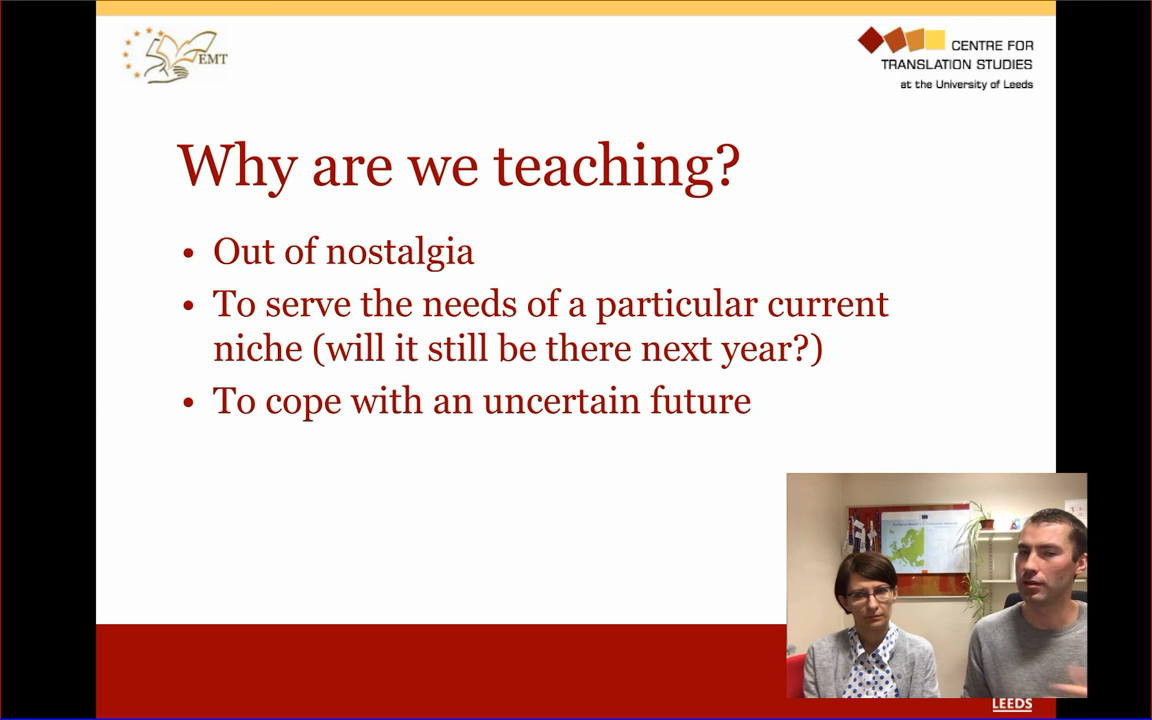 EMT
CENTRE FOR
TRANSLATION STUDIES
at the University of Leeds
Why are we teaching?
• Out of nostalgia
• To serve the needs of a particular current
niche (will it still be there next year?)
• To cope with an uncertain future
LEEDS